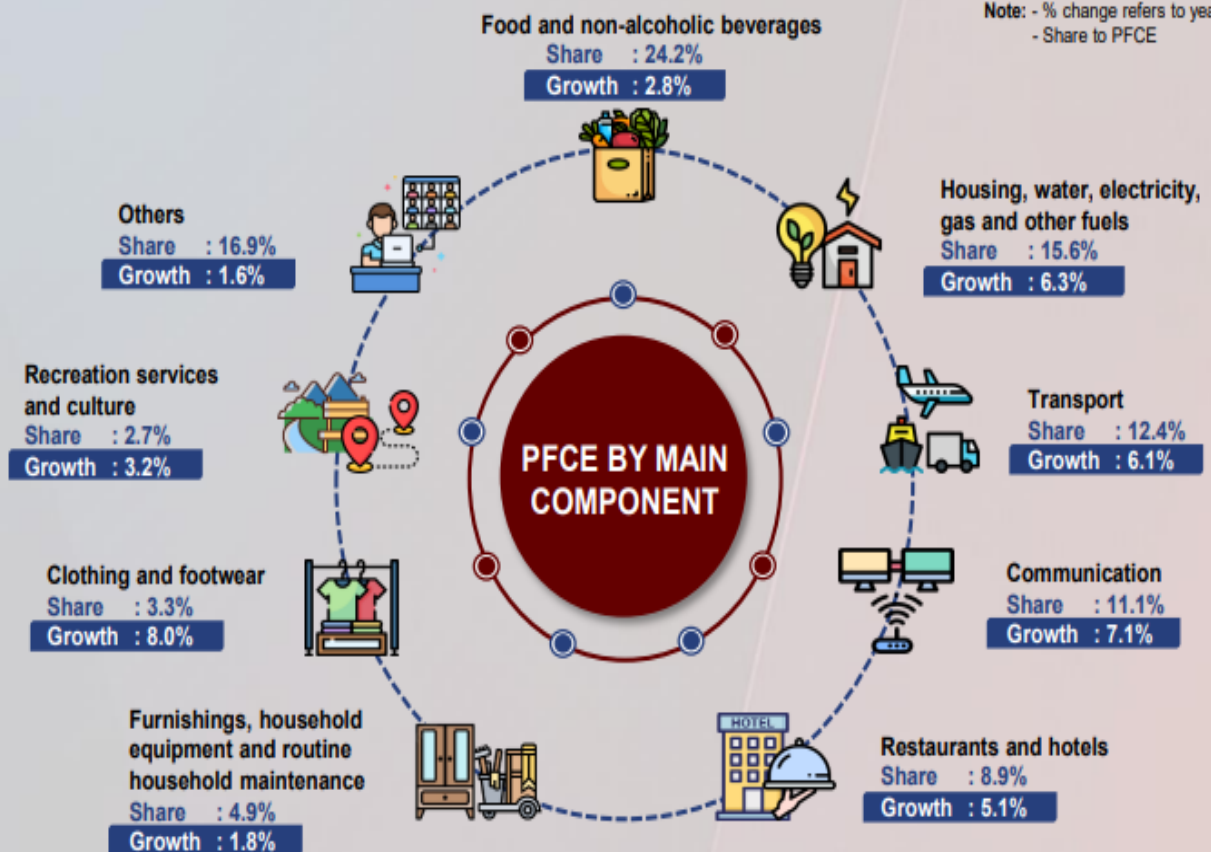 Note: - % change refers to yea
- Share to PFCE
Food and non-alcoholic beverages
Share : 24.2%
Growth : 2.8%
Housing, water, electricity,
gas and other fuels
Share : 15.6%
Growth : 6.3%
Transport
Share : 12.4%
Growth : 6.1%
Communication
Share : 11.1%
Growth : 7.1%
HOTEL
Restaurants and hotels
Share : 8.9%
Growth : 5.1%
Furnishings, household
equipment and routine
household maintenance
Share : 4.9%
Growth : 1.8%
Clothing and footwear
Share : 3.3%
Growth : 8.0%
Recreation services
and culture
Share : 2.7%
Growth : 3.2%
Others
Share : 16.9%
Growth : 1.6%
PFCE BY MAIN
COMPONENT